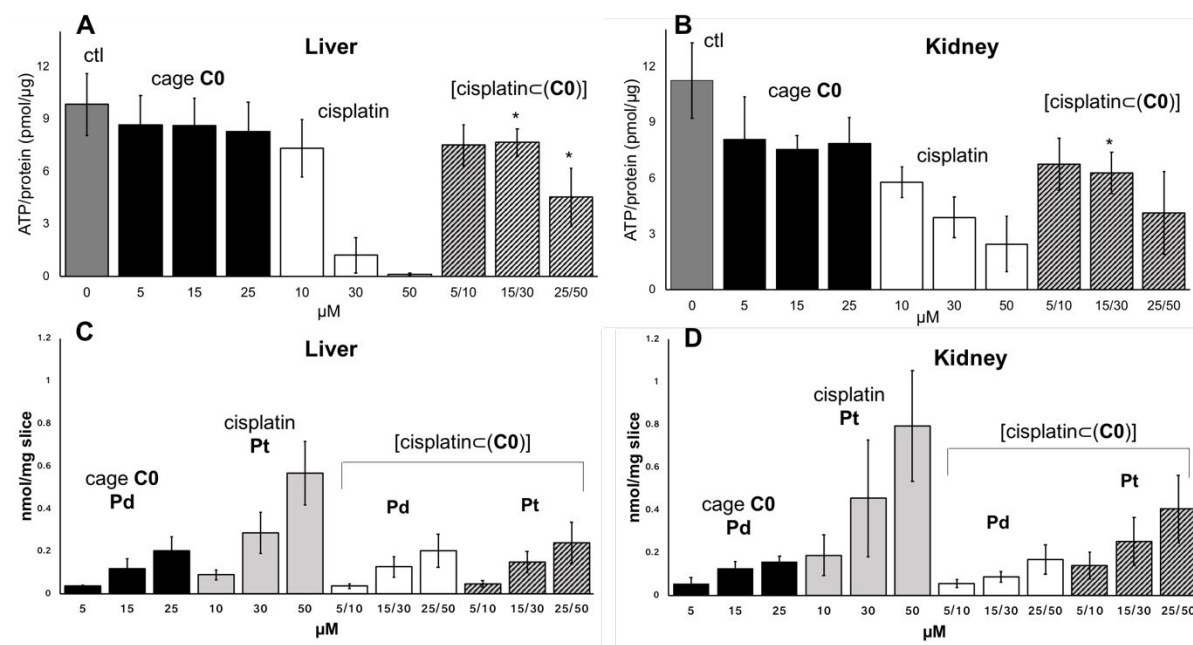 A
Liver
ctl
cage C0
cisplatin
[cisplatin⊂(C0)]
*
*
ATP/protein (pmol/µg)
12
9
6
3
0
0 5 15 25 10 30 50 5/10 15/30 25/50
µM
B
Kidney
ctl
cage C0
cisplatin
[cisplatin⊂(C0)]
*
ATP/protein (pmol/µg)
12
9
6
3
0
0 5 15 25 10 30 50 5/10 15/30 25/50
µM
C
Liver
cisplatin
Pt
[cisplatin⊂(C0)]
cage C0
Pd
Pd
Pt
nmol/mg slice
1.2
1
0.8
0.6
0.4
0.2
0
5 15 25 10 30 50 5/10 15/30 25/50 5/10 15/30 25/50
µM
D
Kidney
cisplatin
Pt
[cisplatin⊂(C0)]
cage C0
Pd
Pd
Pt
nmol/mg slice
1.2
1
0.8
0.6
0.4
0.2
0
5 15 25 10 30 50 5/10 15/30 25/50 5/10 15/30 25/50
µM